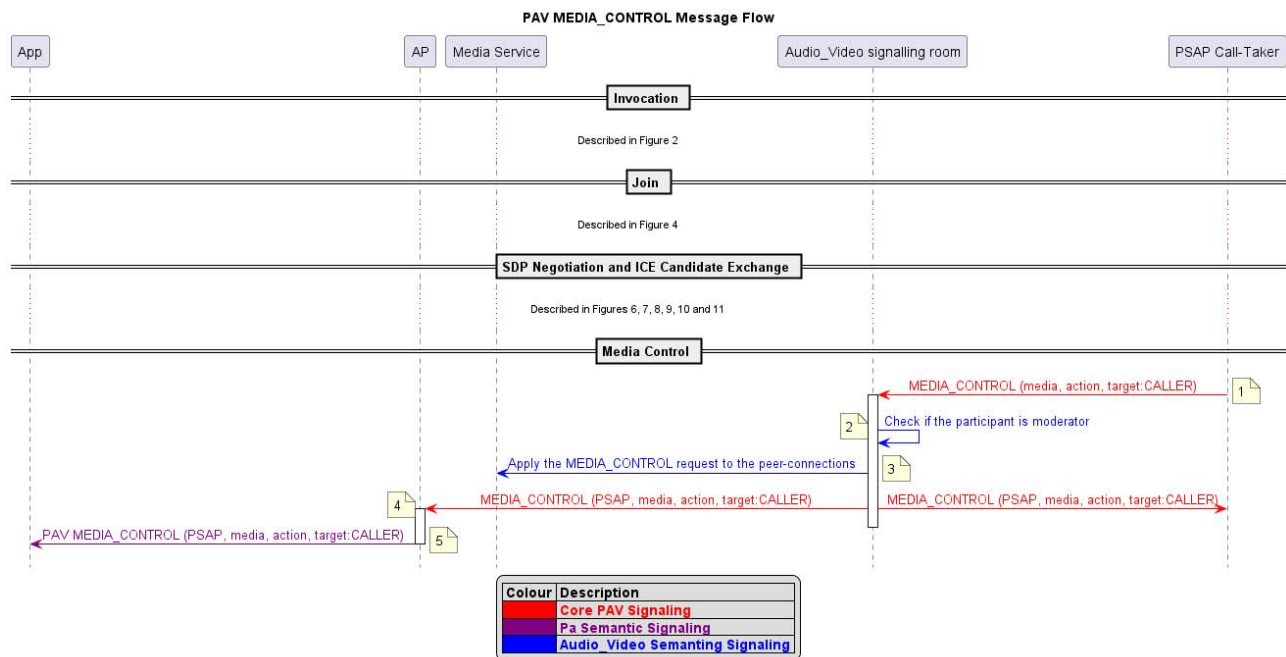 PAV MEDIA_CONTROL Message Flow
App
AP
Media Service
Audio_Video signalling room
PSAP Call-Taker
Invocation
Described in Figure 2
Join
Described in Figure 4
SDP Negotiation and ICE Candidate Exchange
Described in Figures 6, 7, 8, 9, 10 and 11
Media Control
MEDIA_CONTROL (media, action, target:CALLER)
1
2
Check if the participant is moderator
Apply the MEDIA_CONTROL request to the peer-connections
3
4
MEDIA_CONTROL (PSAP, media, action, target:CALLER)
MEDIA_CONTROL (PSAP, media, action, target:CALLER)
PAV MEDIA_CONTROL (PSAP, media, action, target:CALLER)
5
Colour Description
Core PAV Signaling
Pa Semantic Signaling
Audio_Video Semanting Signaling